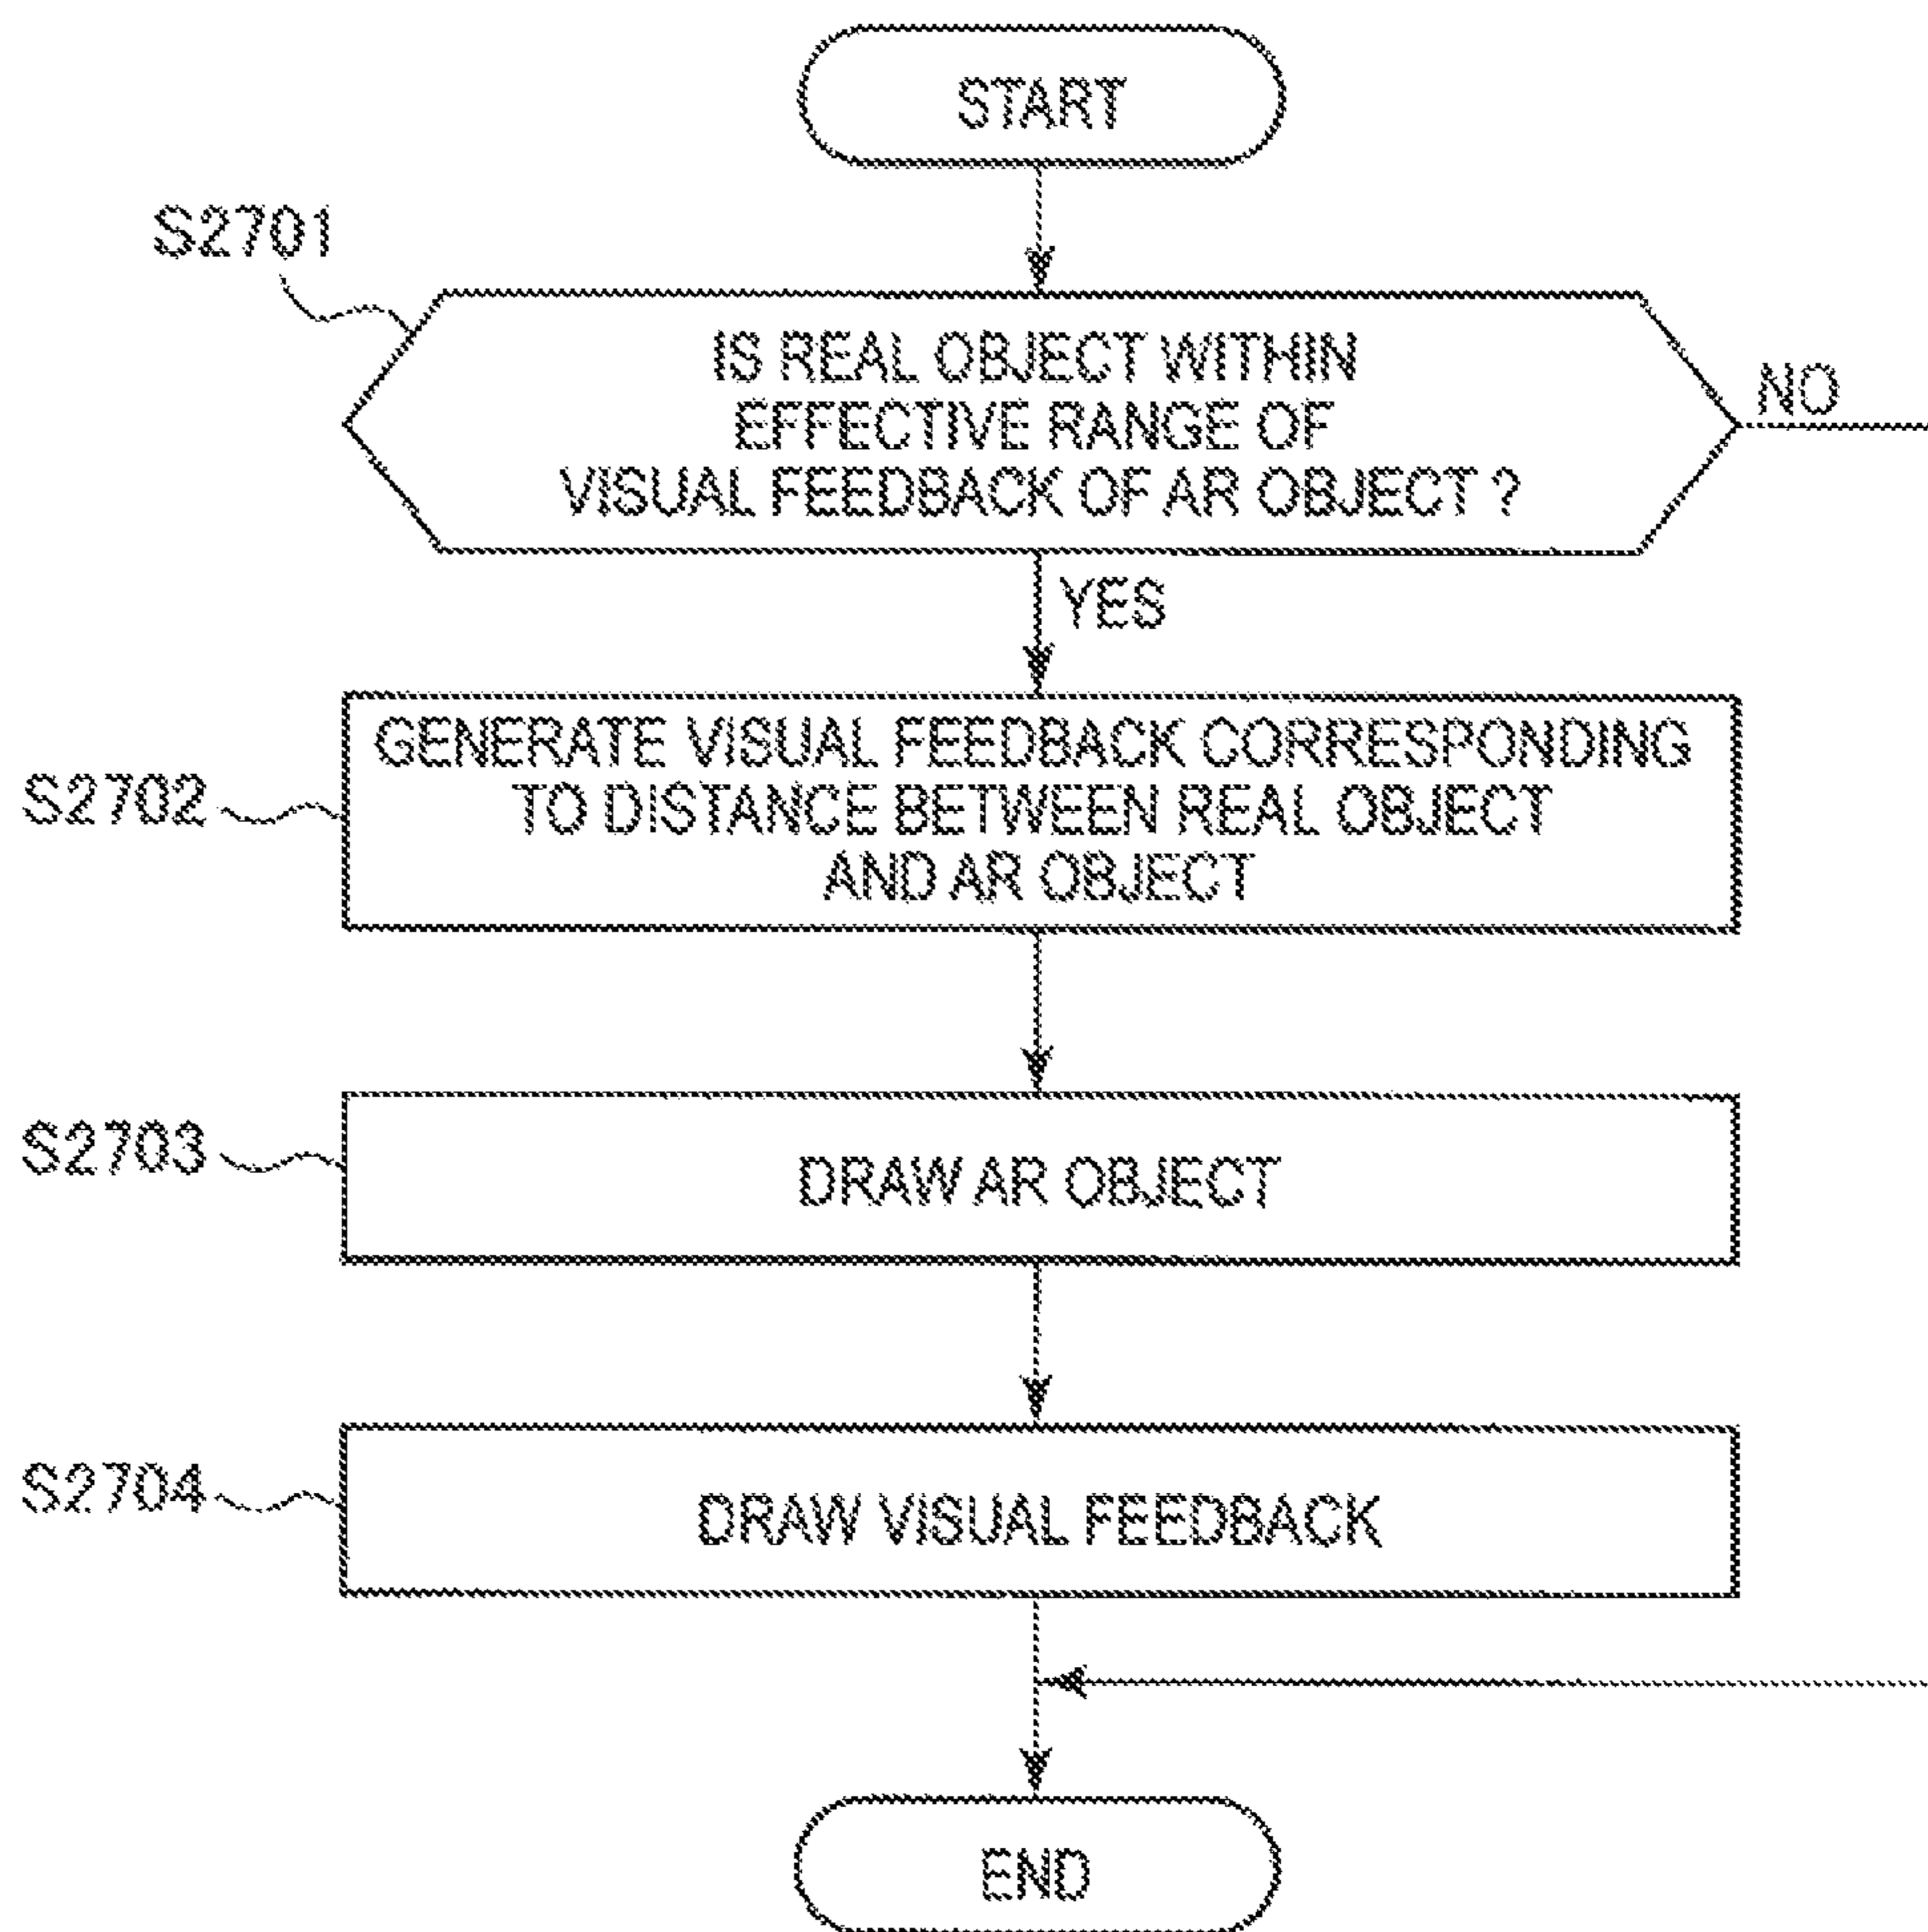 START
S2701
IS REAL OBJECT WITHIN
EFFECTIVE RANGE OF
VISUAL FEEDBACK OF AR OBJECT ?
NO
YES
S2702
GENERATE VISUAL FEEDBACK CORRESPONDING
TO DISTANCE BETWEEN REAL OBJECT
AND AR OBJECT
S2703
DRAW AR OBJECT
S2704
DRAW VISUAL FEEDBACK
END